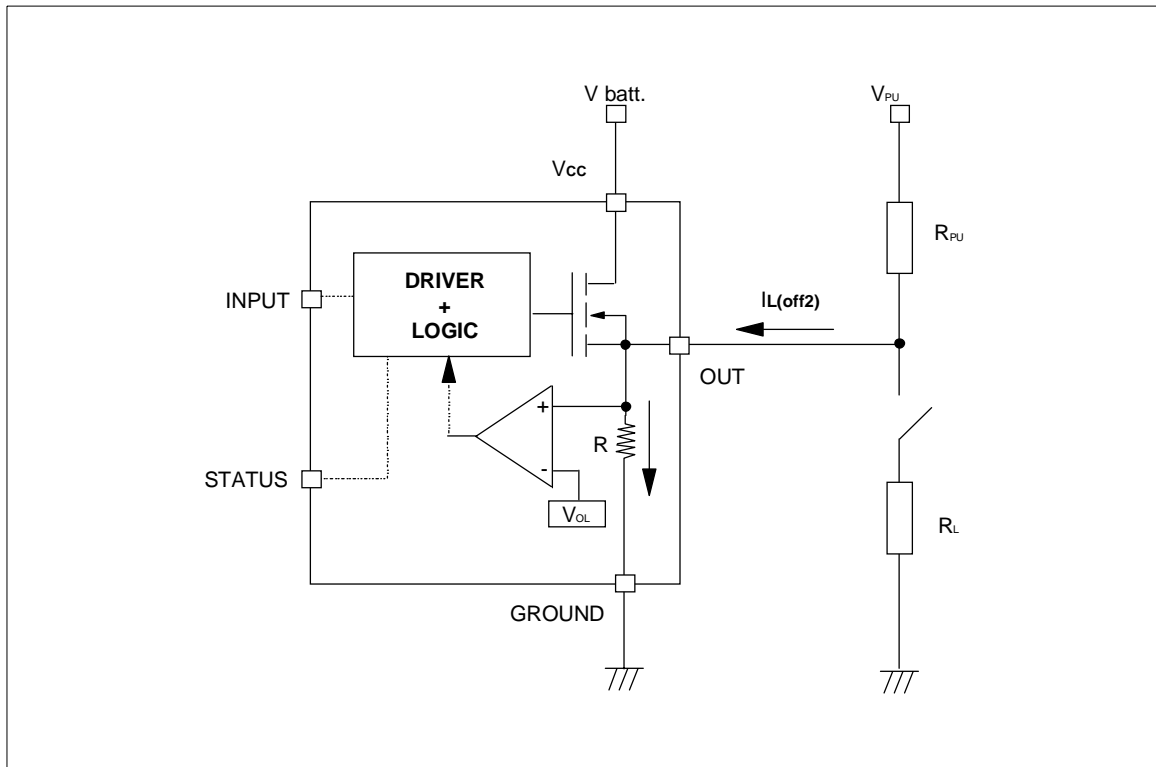 V batt.
VPU
Vcc
RPU
DRIVER
+
LOGIC
INPUT
IL(off2)
OUT
+
R
-
STATUS
VOL
RL
GROUND